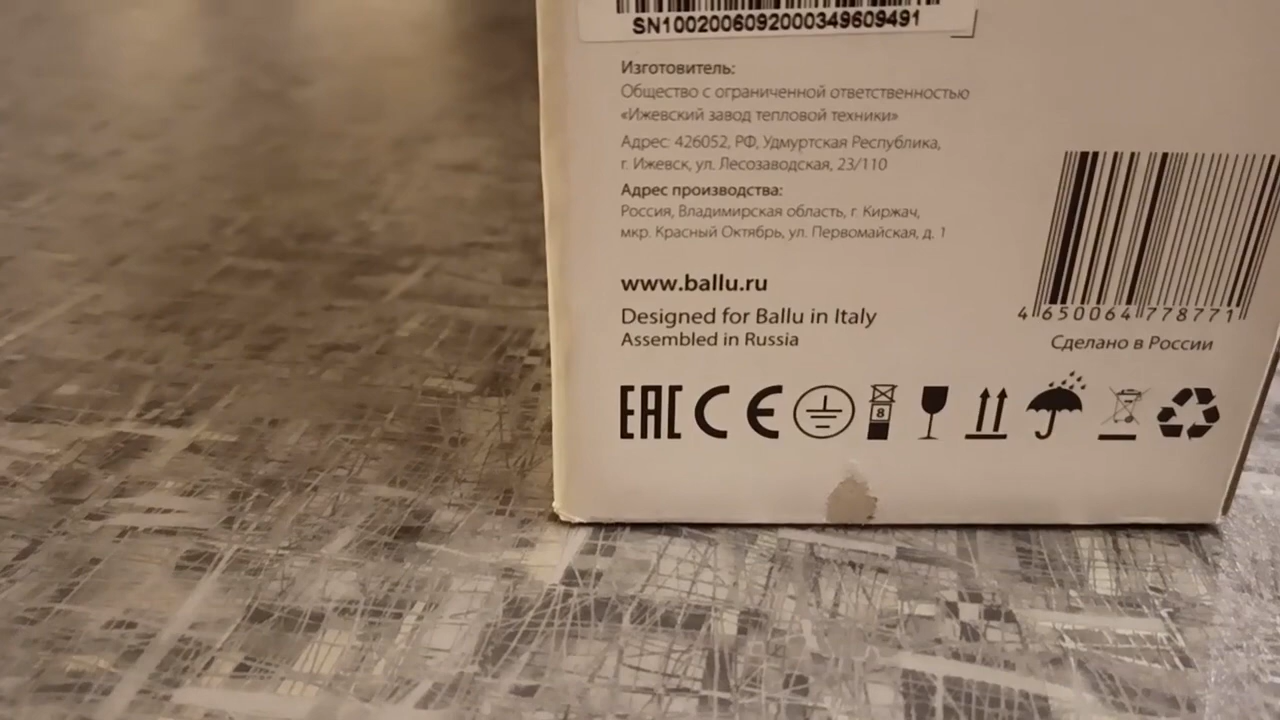 SN1002006092000349609491
Изготовитель:
Общество с ограниченной ответственностью
«Ижевский завод тепловой техники»
Адрес: 426052, РФ, Удмуртская Республика,
г. Ижевск, ул. Лесозаводская, 23/110
Адрес производства:
Россия, Владимирская область, г. Киржач,
мкр. Красный Октябрь, ул. Первомайская, д. 1
www.ballu.ru
Designed for Ballu in Italy
Assembled in Russia
4 650064 778771
Сделано в России
EAC CE 8